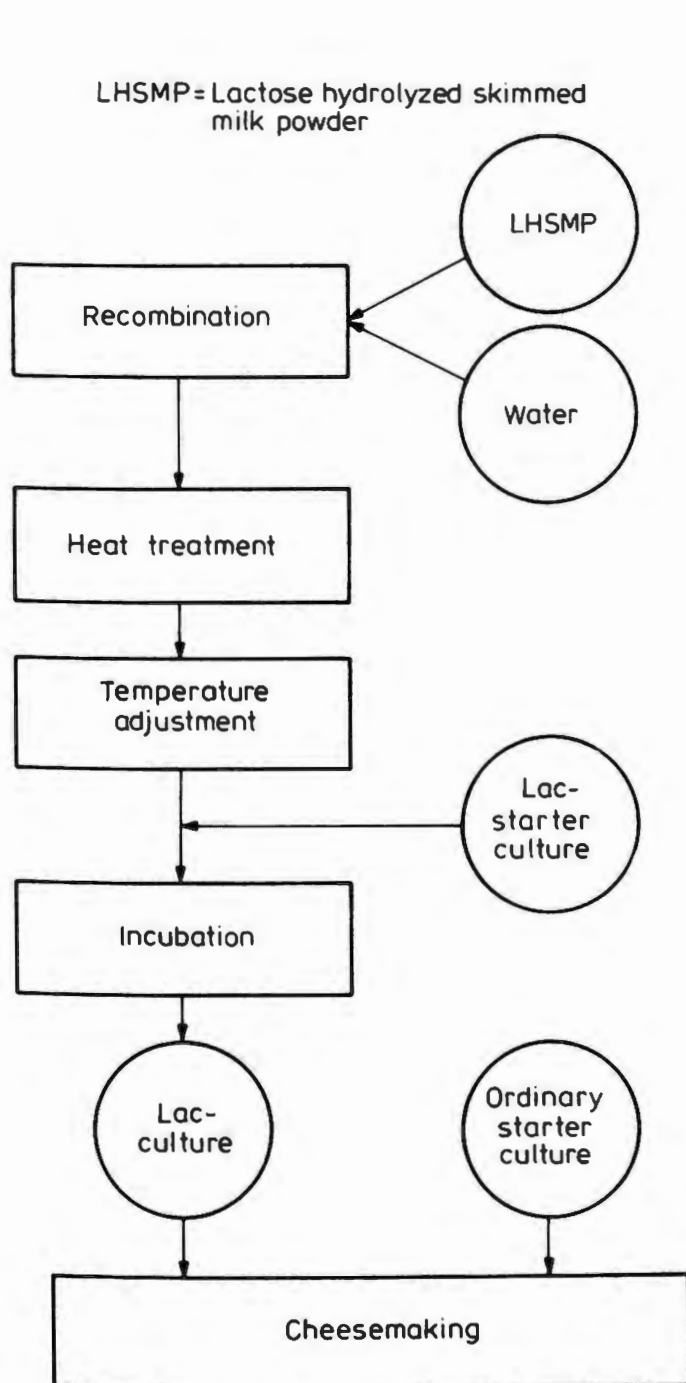 LHSMP= Lactose hydrolyzed skimmed
milk powder
LHSMP
Recombination
Water
Heat treatment
Temperature
adjustment
Lac-
starter
culture
Incubation
Lac-
culture
Ordinary
starter
culture
Cheesemaking